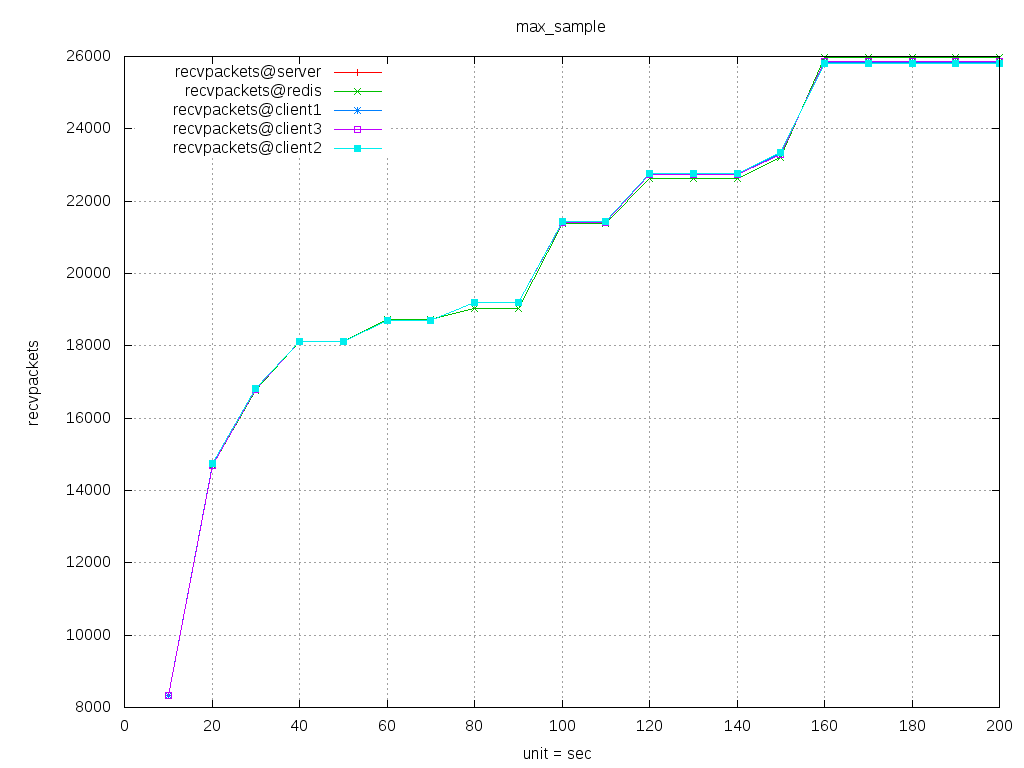 max_sample
26000
24000
22000
20000
18000
16000
14000
12000
10000
8000
recvpackets
recvpackets@server
recvpackets@redis
recvpackets@client1
recvpackets@client3
recvpackets@client2
0 20 40 60 80 100 120 140 160 180 200
unit = sec